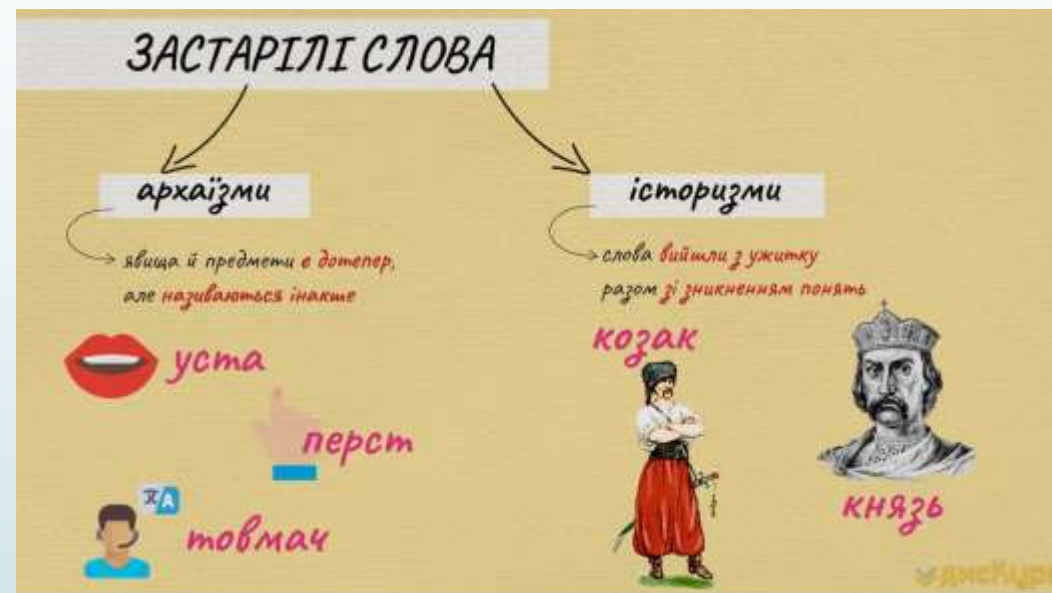 ЗАСТАРІЛІ СЛОВА
архаїзми
явища й предмети є дотепер,
але називаються інакше
уста
перст
товмач
історизми
слова вийшли з ужитку
разом зі зникненням понять
козак
князь
дискурс